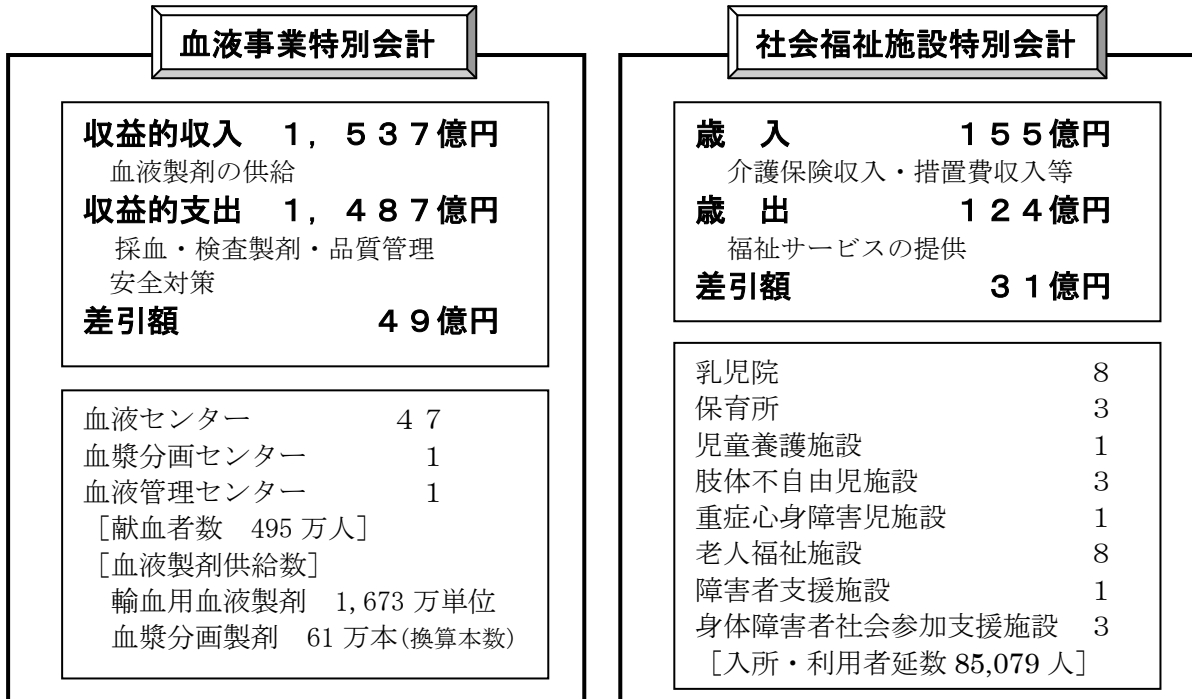 血液事業特別会計
収益的収入 1,537億円
血液製剤の供給
収益的支出 1,487億円
採血・検査製剤・品質管理
安全対策
差引額 49億円
血液センター 47
血漿分画センター 1
血液管理センター 1
［献血者数 495万人］
［血液製剤供給数］
輸血用血液製剤 1,673万単位
血漿分画製剤 61万本(換算本数)
社会福祉施設特別会計
歳 入 155億円
介護保険収入・措置費収入等
歳 出 124億円
福祉サービスの提供
差引額 31億円
乳児院 8
保育所 3
児童養護施設 1
肢体不自由児施設 3
重症心身障害児施設 1
老人福祉施設 8
障害者支援施設 1
身体障害者社会参加支援施設 3
［入所・利用者延数 85,079人］